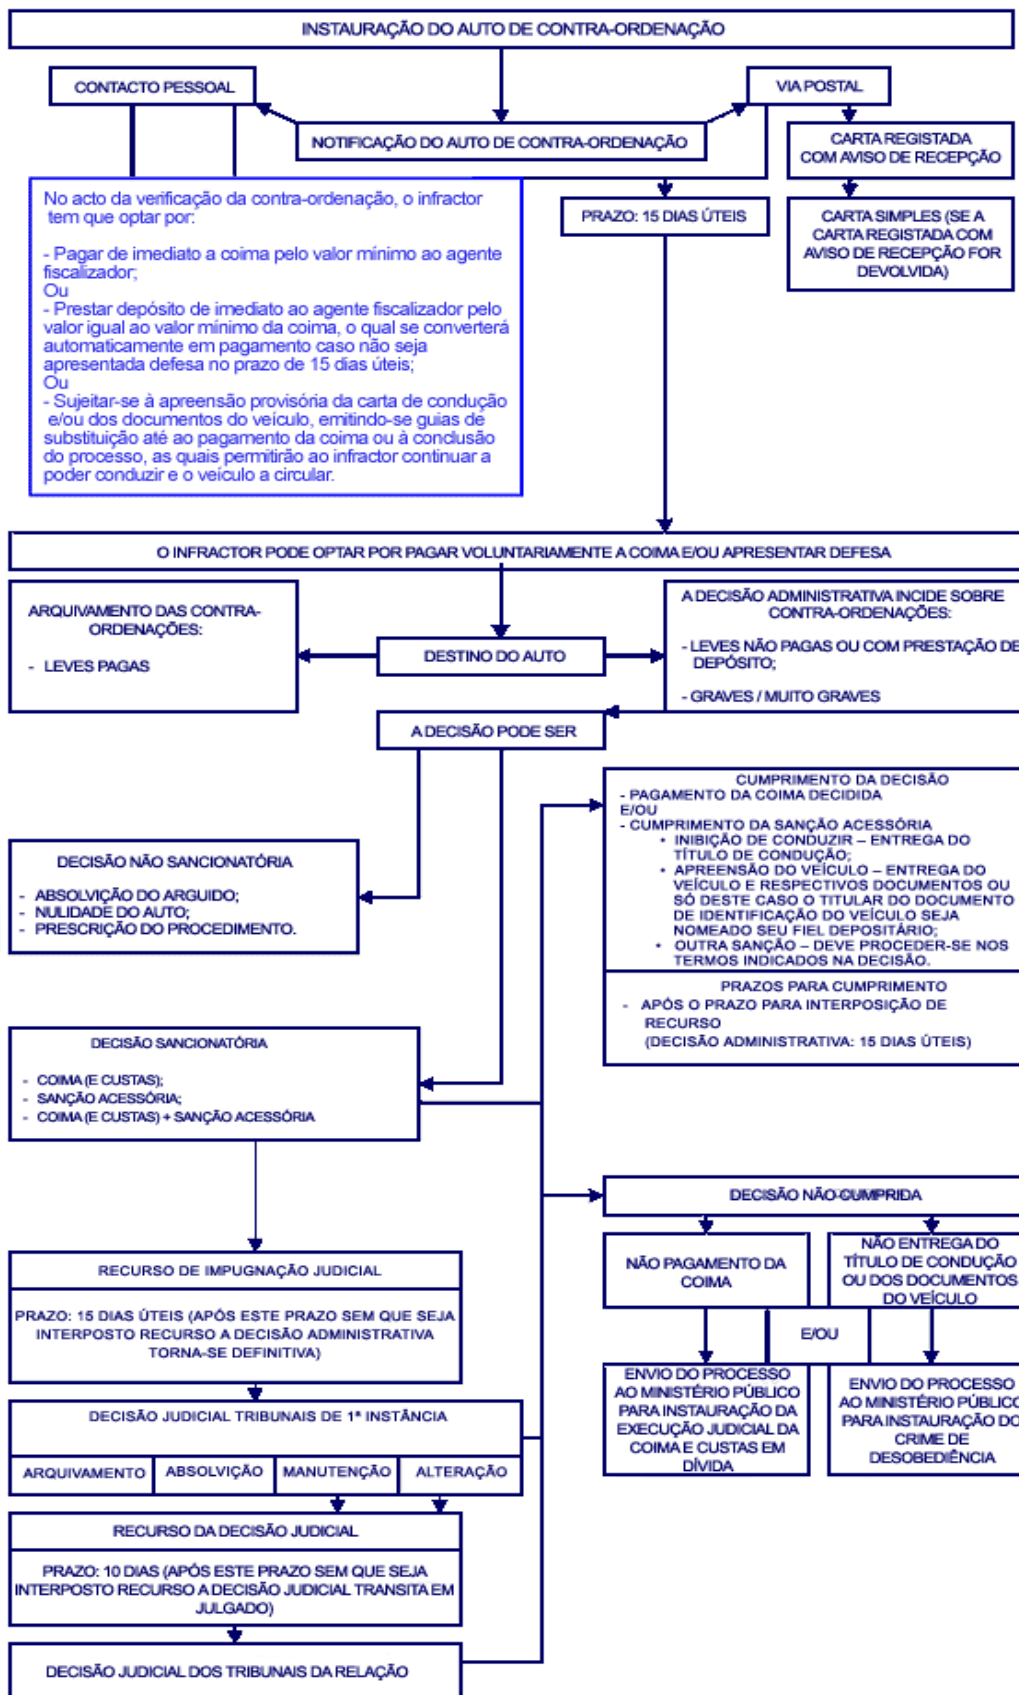 INSTAURAÇÃO DO AUTO DE CONTRA-ORDENAÇÃO
CONTACTO PESSOAL
VIA POSTAL
NOTIFICAÇÃO DO AUTO DE CONTRA-ORDENAÇÃO
CARTA REGISTADA
COM AVISO DE RECEPÇÃO
No acto da verificação da contra-ordenação, o infractor
tem que optar por:
- Pagar de imediato a coima pelo valor mínimo ao agente
fiscalizador;
Ou
- Prestar depósito de imediato ao agente fiscalizador pelo
valor igual ao valor mínimo da coima, o qual se converterá
automaticamente em pagamento caso não seja
apresentada defesa no prazo de 15 dias úteis;
Ou
- Sujeitar-se à apreensão provisória da carta de condução
e/ou dos documentos do veículo, emitindo-se guias de
substituição até ao pagamento da coima ou à conclusão
do processo, as quais permitirão ao infractor continuar a
poder conduzir e o veículo a circular.
PRAZO: 15 DIAS ÚTEIS
CARTA SIMPLES (SE A
CARTA REGISTADA COM
AVISO DE RECEPÇÃO FOR
DEVOLVIDA)
O INFRACTOR PODE OPTAR POR PAGAR VOLUNTARIAMENTE A COIMA E/OU APRESENTAR DEFESA
ARQUIVAMENTO DAS CONTRA-
ORDENAÇÕES:
- LEVES PAGAS
DESTINO DO AUTO
A DECISÃO ADMINISTRATIVA INCIDE SOBRE
CONTRA-ORDENAÇÕES:
- LEVES NÃO PAGAS OU COM PRESTAÇÃO DE
DEPÓSITO;
- GRAVES / MUITO GRAVES
A DECISÃO PODE SER
DECISÃO NÃO SANCIONATÓRIA
- ABSOLVIÇÃO DO ARGUIDO;
- NULIDADE DO AUTO;
- PRESCRIÇÃO DO PROCEDIMENTO.
CUMPRIMENTO DA DECISÃO
- PAGAMENTO DA COIMA DECIDIDA
E/OU
- CUMPRIMENTO DA SANÇÃO ACESSÓRIA
• INIBIÇÃO DE CONDUZIR – ENTREGA DO
TÍTULO DE CONDUÇÃO;
• APREENSÃO DO VEÍCULO – ENTREGA DO
VEÍCULO E RESPECTIVOS DOCUMENTOS OU
SÓ DESTE CASO O TITULAR DO DOCUMENTO
DE IDENTIFICAÇÃO DO VEÍCULO SEJA
NOMEADO SEU FIEL DEPOSITÁRIO;
• OUTRA SANÇÃO – DEVE PROCEDER-SE NOS
TERMOS INDICADOS NA DECISÃO.
PRAZOS PARA CUMPRIMENTO
- APÓS O PRAZO PARA INTERPOSIÇÃO DE
RECURSO
(DECISÃO ADMINISTRATIVA: 15 DIAS ÚTEIS)
DECISÃO SANCIONATÓRIA
- COIMA (E CUSTAS);
- SANÇÃO ACESSÓRIA;
- COIMA (E CUSTAS) + SANÇÃO ACESSÓRIA
DECISÃO NÃO CUMPRIDA
NÃO PAGAMENTO DA
COIMA
NÃO ENTREGA DO
TÍTULO DE CONDUÇÃO
OU DOS DOCUMENTOS
DO VEÍCULO
E/OU
ENVIO DO PROCESSO
AO MINISTÉRIO PÚBLICO
PARA INSTAURAÇÃO DA
EXECUÇÃO JUDICIAL DA
COIMA E CUSTAS EM
DÍVIDA
ENVIO DO PROCESSO
AO MINISTÉRIO PÚBLICO
PARA INSTAURAÇÃO DO
CRIME DE
DESOBEDIÊNCIA
RECURSO DE IMPUGNAÇÃO JUDICIAL
PRAZO: 15 DIAS ÚTEIS (APÓS ESTE PRAZO SEM QUE SEJA
INTERPOSTO RECURSO A DECISÃO ADMINISTRATIVA
TORNA-SE DEFINITIVA)
DECISÃO JUDICIAL TRIBUNAIS DE 1ª INSTÂNCIA
ARQUIVAMENTO
ABSOLVIÇÃO
MANUTENÇÃO
ALTERAÇÃO
RECURSO DA DECISÃO JUDICIAL
PRAZO: 10 DIAS (APÓS ESTE PRAZO SEM QUE SEJA
INTERPOSTO RECURSO A DECISÃO JUDICIAL TRANSITA EM
JULGADO)
DECISÃO JUDICIAL DOS TRIBUNAIS DA RELAÇÃO